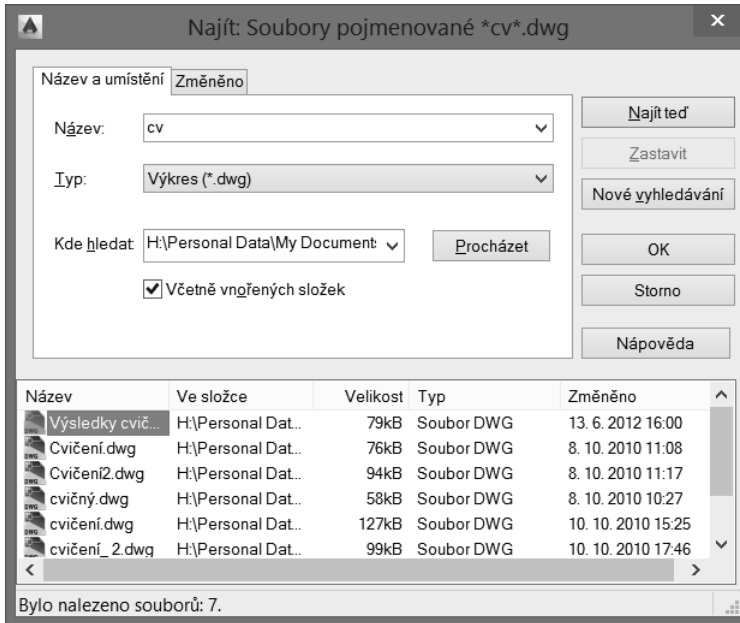 Najít: Soubory pojmenované *cv*.dwg
Název a umístění Změněno
Název: cv
Najít teď
Zastavit
Typ: Výkres (*.dwg)
Nové vyhledávání
Kde hledat H:\Personal Data\My Document: Procházet
OK
Včetně vnořených složek
Storno
Nápověda
Název Ve složce Velikost Typ Změněno
Výsledky cvič... H:\Personal Dat... 79kB Soubor DWG 13. 6. 2012 16:00
Cvičení.dwg H:\Personal Dat... 76kB Soubor DWG 8. 10. 2010 11:08
Cvičení2.dwg H:\Personal Dat... 94kB Soubor DWG 8. 10. 2010 11:17
cvičný.dwg H:\Personal Dat... 58kB Soubor DWG 8. 10. 2010 10:27
cvičení.dwg H:\Personal Dat... 127kB Soubor DWG 10. 10. 2010 15:25
cvičení_ 2.dwg H:\Personal Dat... 99kB Soubor DWG 10. 10. 2010 17:46
Bylo nalezeno souborů: 7.